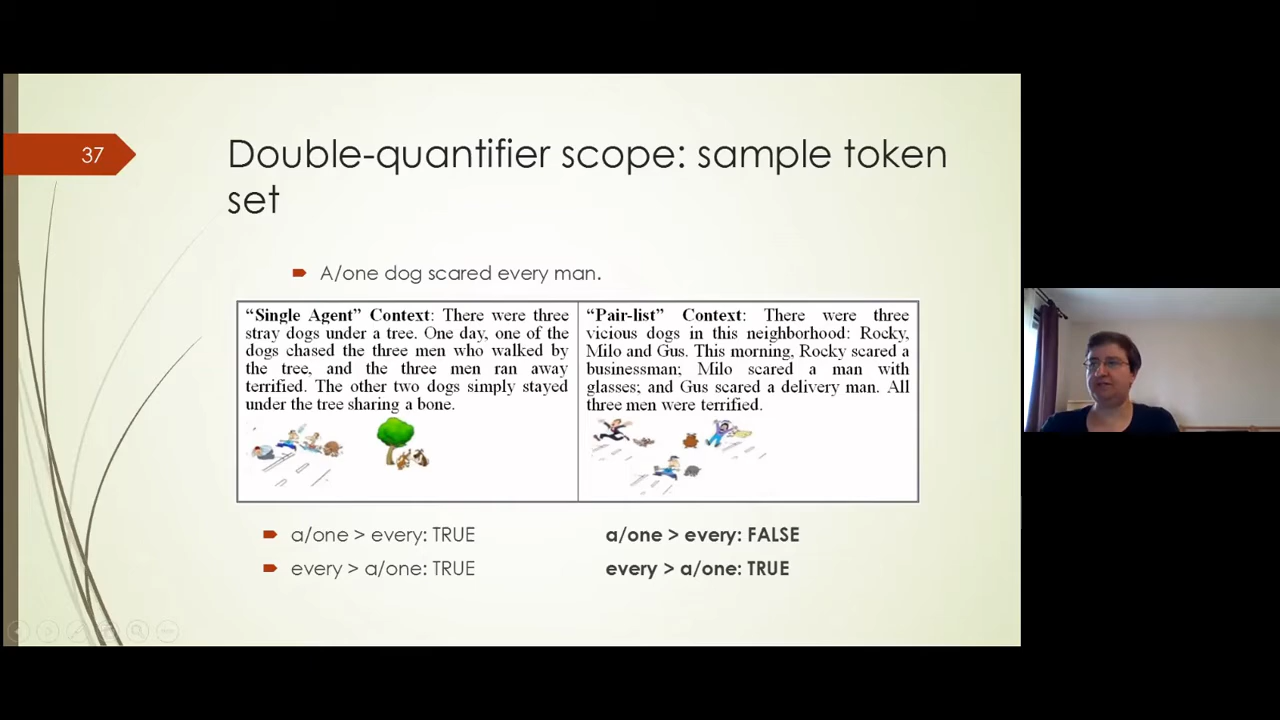 37
Double-quantifier scope: sample token
set
A/one dog scared every man.
“Single Agent” Context: There were three
stray dogs under a tree. One day, one of the
dogs chased the three men who walked by
the tree, and the three men ran away
terrified. The other two dogs simply stayed
under the tree sharing a bone.
“Pair-list” Context: There were three
vicious dogs in this neighborhood: Rocky,
Milo and Gus. This morning, Rocky scared a
businessman; Milo scared a man with
glasses; and Gus scared a delivery man. All
three men were terrified.
a/one > every: TRUE
every > a/one: TRUE
a/one > every: FALSE
every > a/one: TRUE